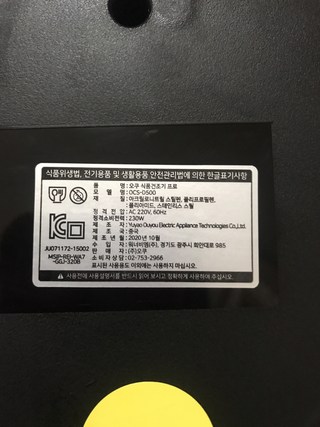 식품위생법, 전기용품 및 생활용품 안전관리법에 의한 한글표기사항
품 명 : 오쿠 식품건조기 프로
모 델 명 : OCS-D500
재 질 : 아크릴로니트릴 스틸렌, 폴리프로필렌,
폴리아미드, 스테인리스 스틸
정 격 전 압 : AC 220V, 60Hz
정격소비전력 : 230W
제 조 자 : Yuyao Ouyou Electric Appliance Technologies Co.,Ltd.
제 조 국 : 중국
제 조 년 월 : 2020년 10월
수 입 자 : 워너비엠(주), 경기도 광주시 회안대로 985
판 매 자 : (주)오쿠
소 비 자 상 담 : 02-753-2966
표시된 사용용도 이외에는 사용하지 마십시오.
JU071172-15002
MSIP-REI-WA7
-GGJ-320B
사용전에 사용설명서를 반드시 읽어 보시고 정확하게 사용하여 주십시오.